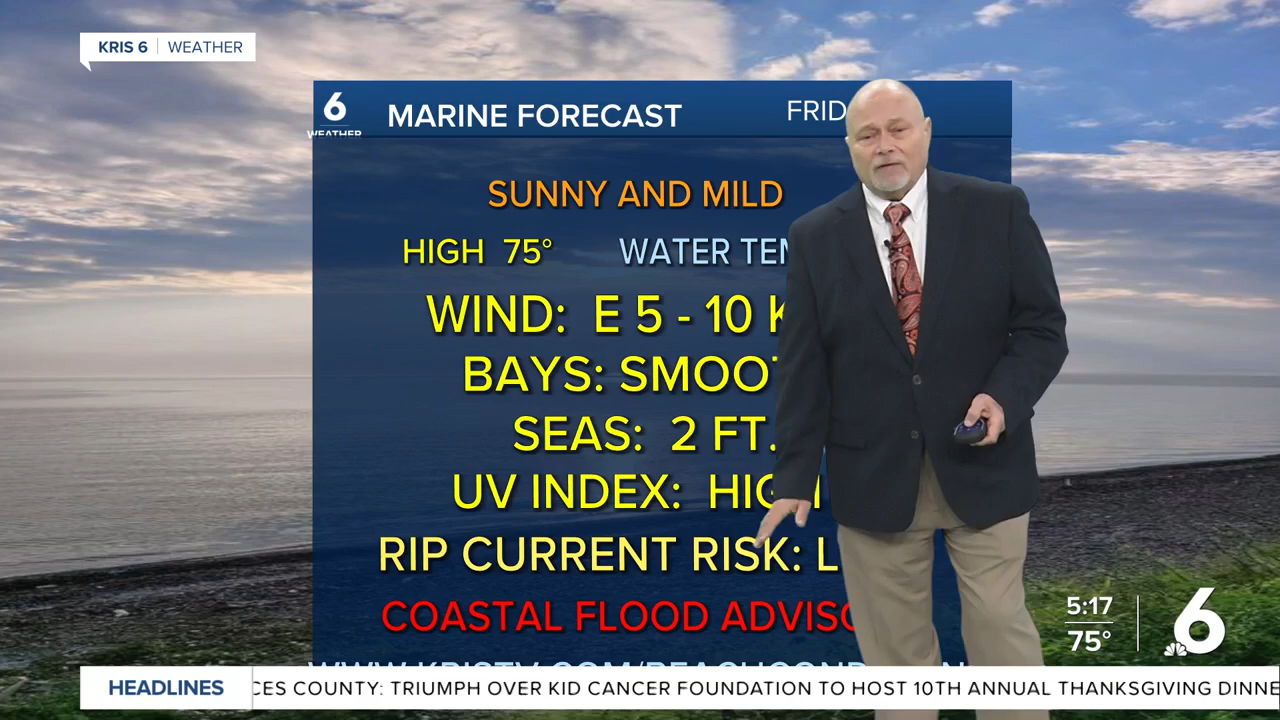 KRIS 6 WEATHER
6
WEATHER
MARINE FORECAST FRID
SUNNY AND MILD
HIGH 75° WATER TEM
WIND: E 5 - 10 K
BAYS: SMOOT
SEAS: 2 FT.
UV INDEX: HIGH
RIP CURRENT RISK: L
COASTAL FLOOD ADVISO
5:17
75°
6
HEADLINES CES COUNTY: TRIUMPH OVER KID CANCER FOUNDATION TO HOST 10TH ANNUAL THANKSGIVING DINNE